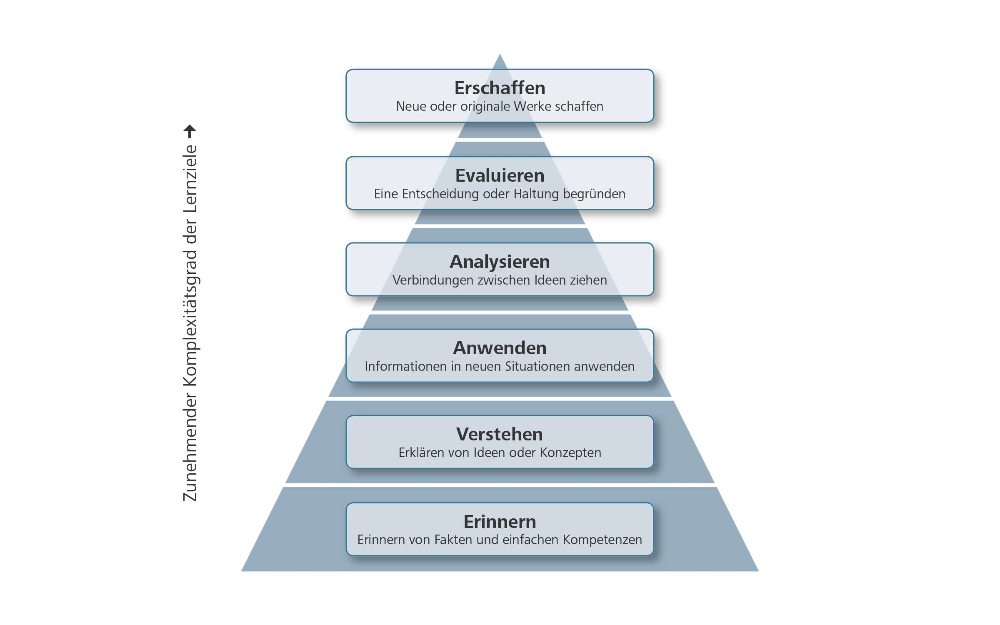 Zunehmender Komplexitätsgrad der Lernziele
Erschaffen
Neue oder originale Werke schaffen
Evaluieren
Eine Entscheidung oder Haltung begründen
Analysieren
Verbindungen zwischen Ideen ziehen
Anwenden
Informationen in neuen Situationen anwenden
Verstehen
Erklären von Ideen oder Konzepten
Erinnern
Erinnern von Fakten und einfachen Kompetenzen